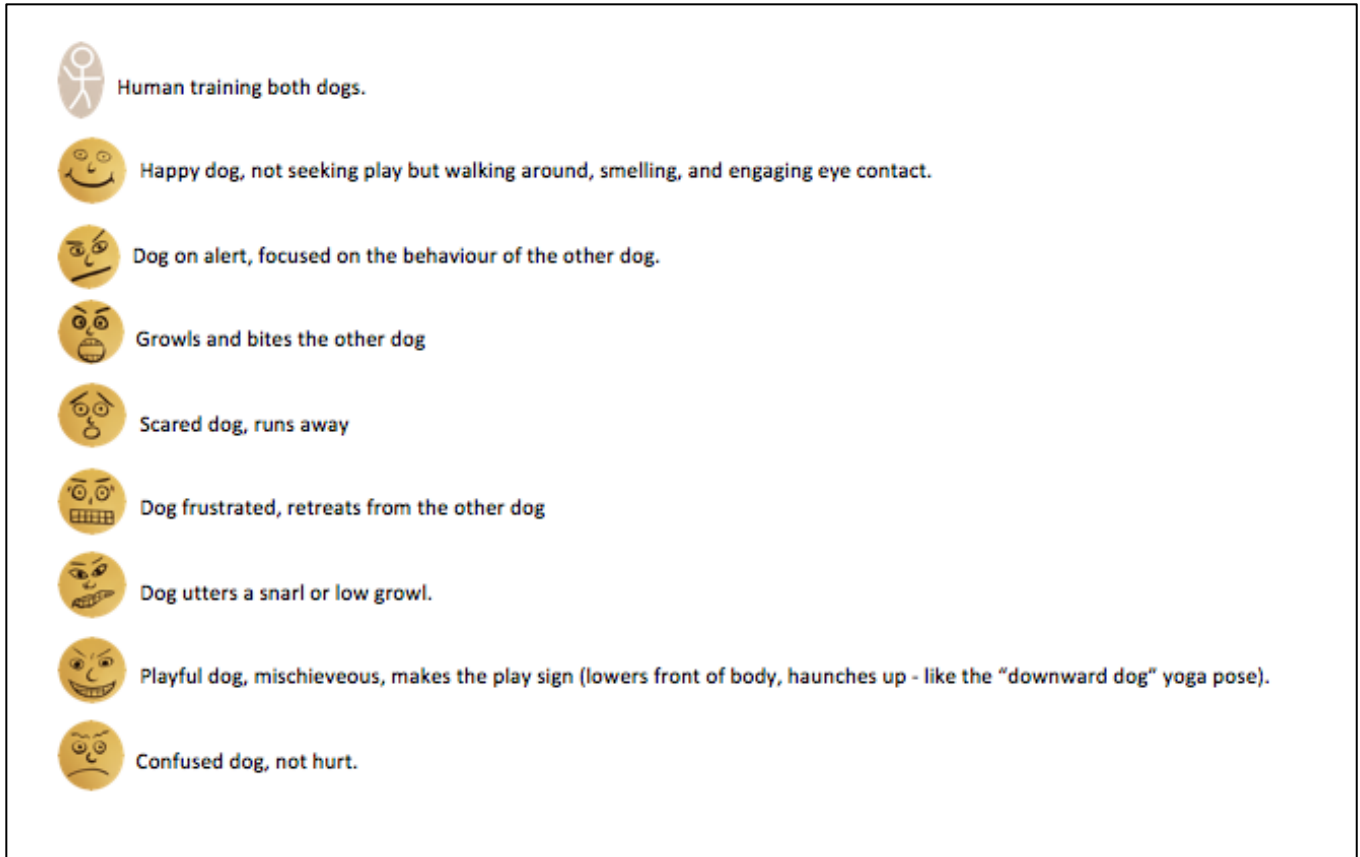 Human training both dogs.
Happy dog, not seeking play but walking around, smelling, and engaging eye contact.
Dog on alert, focused on the behaviour of the other dog.
Growls and bites the other dog
Scared dog, runs away
Dog frustrated, retreats from the other dog
Dog utters a snarl or low growl.
Playful dog, mischieveous, makes the play sign (lowers front of body, haunches up - like the “downward dog” yoga pose).
Confused dog, not hurt.